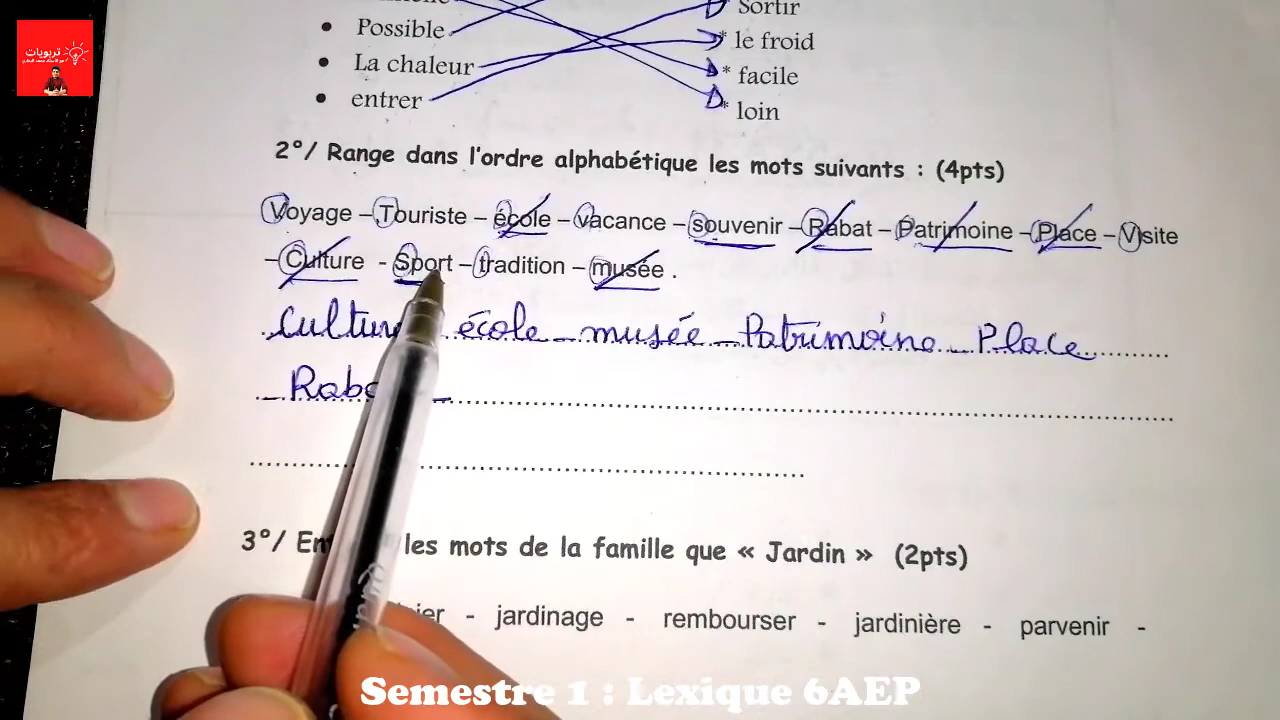 تربويات
Sortir
Possible
* le froid
La chaleur
* facile
entrer
* loin
2°/ Range dans l'ordre alphabétique les mots suivants : (4pts)
Voyage – Touriste – école – vacance – souvenir – Rabat – Patrimoine – Place – Visite
– Culture - Sport – tradition – musée .
Culture école – musée – Patrimoine – Place
– Rabat –
3°/ les mots de la famille que « Jardin » (2pts)
- jardinage - rembourser - jardinière - parvenir -
Semestre 1 : Lexique 6AEP